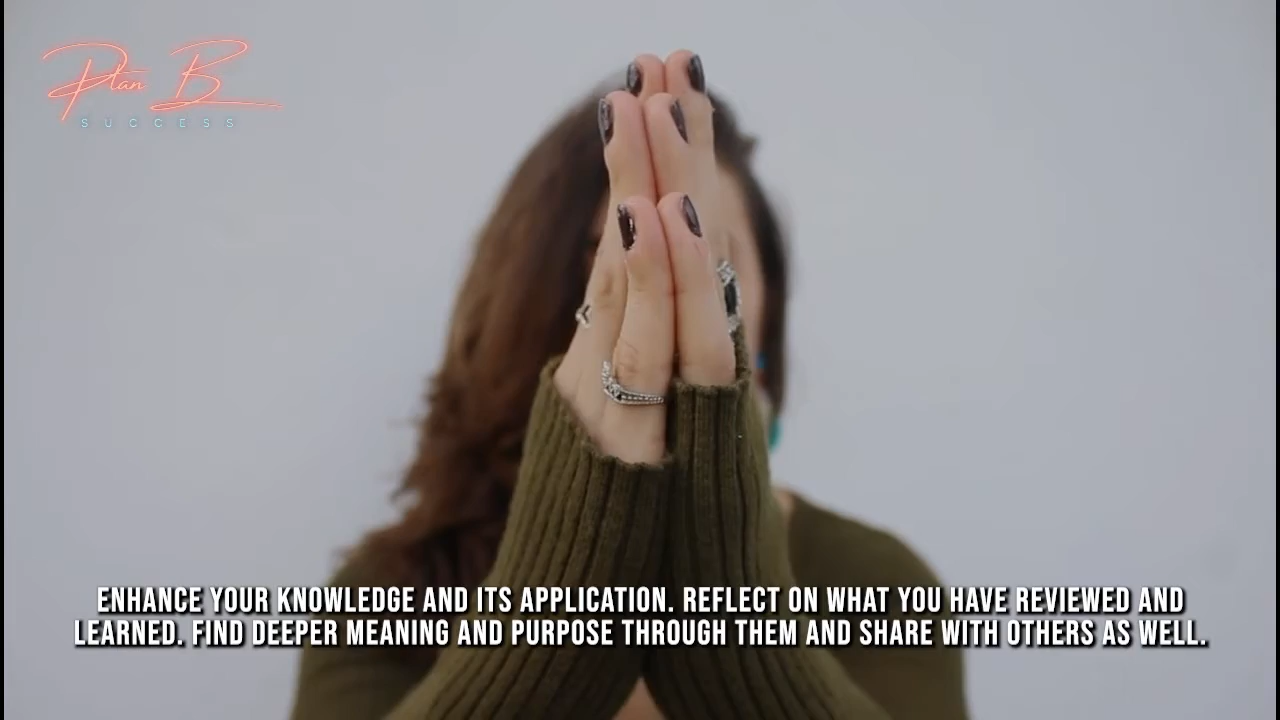 Plan B
SUCCESS
ENHANCE YOUR KNOWLEDGE AND ITS APPLICATION. REFLECT ON WHAT YOU HAVE REVIEWED AND
LEARNED. FIND DEEPER MEANING AND PURPOSE THROUGH THEM AND SHARE WITH OTHERS AS WELL.